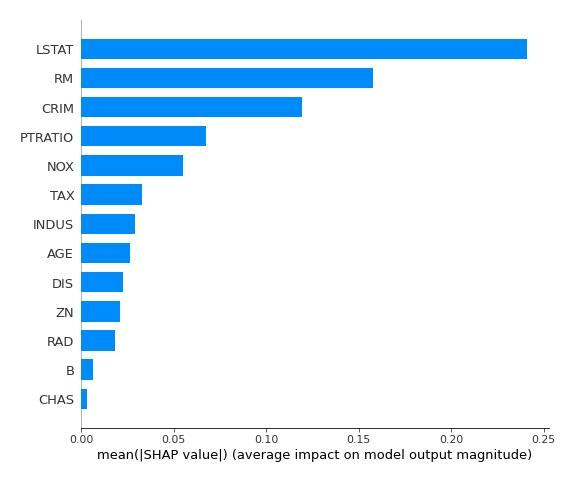 LSTAT
RM
CRIM
PTRATIO
NOX
TAX
INDUS
AGE
DIS
ZN
RAD
B
CHAS
0.00 0.05 0.10 0.15 0.20 0.25
mean(|SHAP value|) (average impact on model output magnitude)